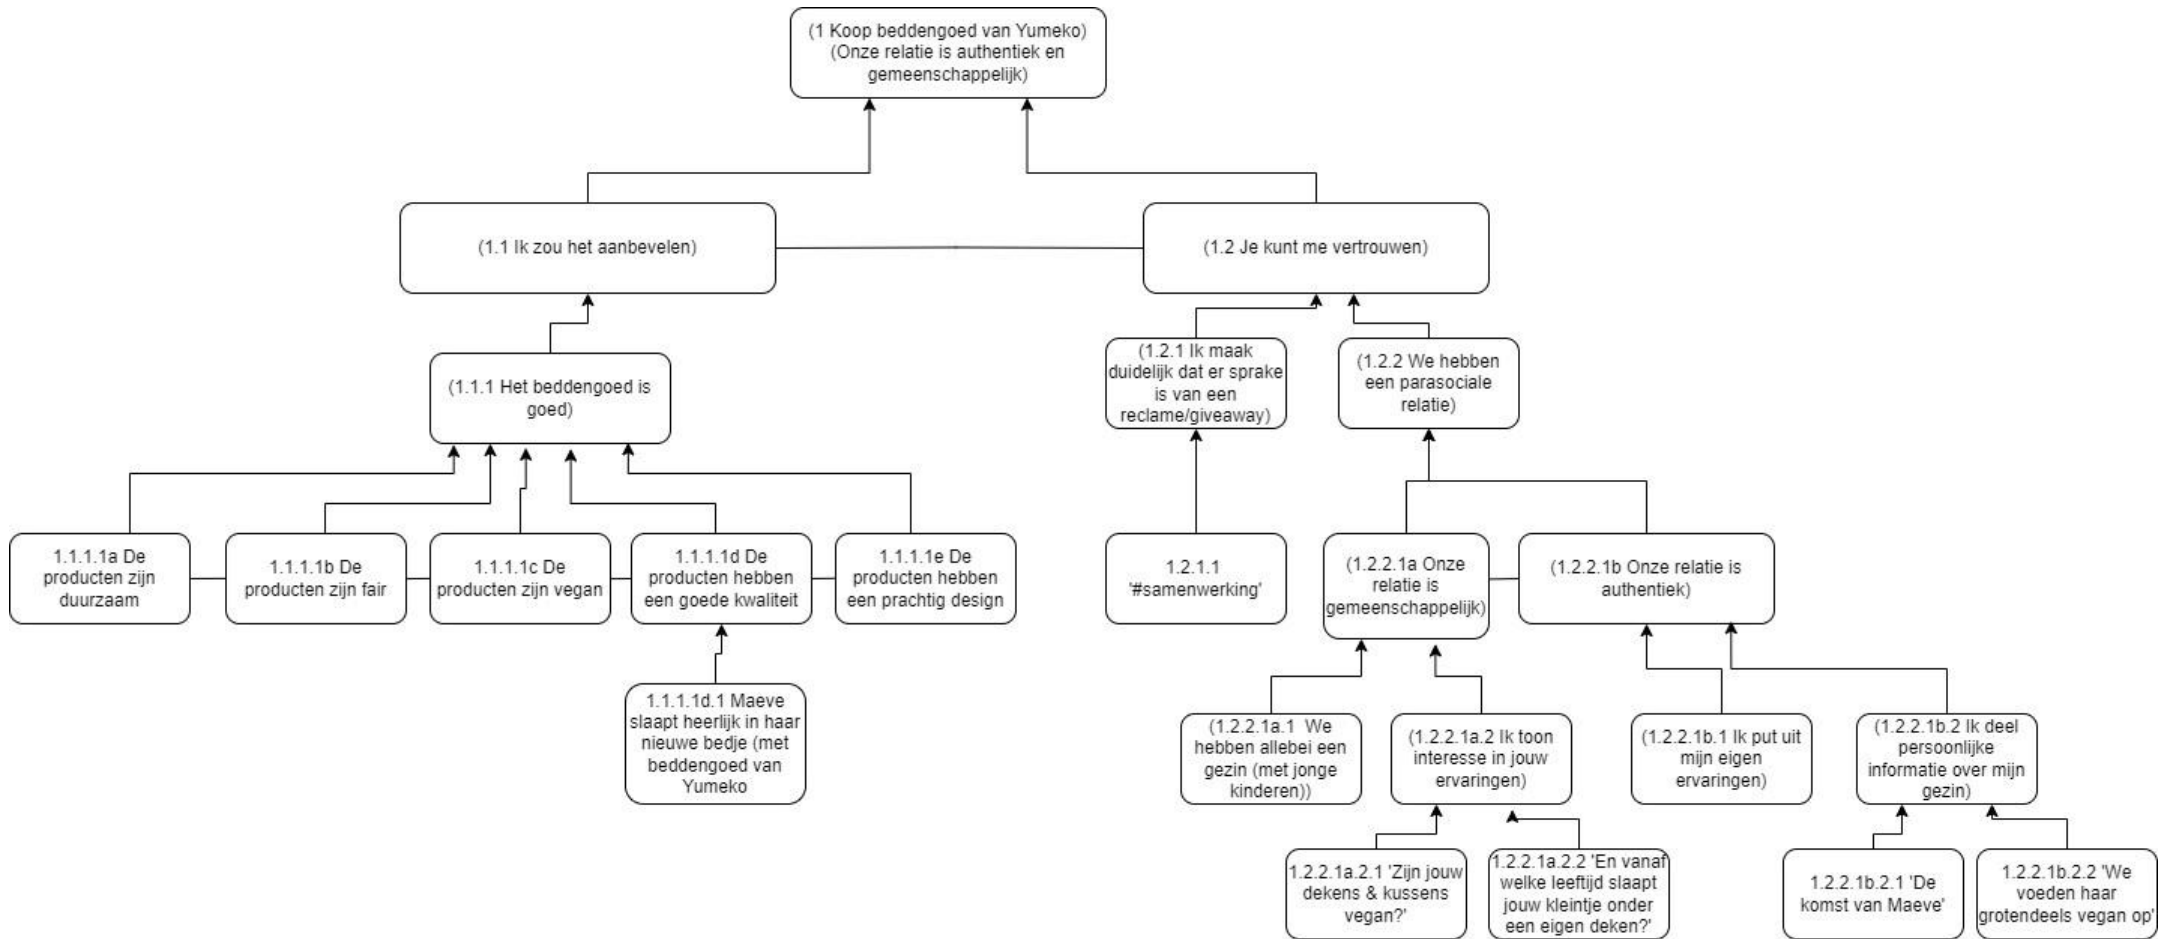 (1 Koop beddengoed van Yumeko)
(Onze relatie is authentiek en
gemeenschappelijk)
(1.1 Ik zou het aanbevelen)
(1.2 Je kunt me vertrouwen)
(1.1.1 Het beddengoed is
goed)
(1.2.1 Ik maak
duidelijk dat er sprake
is van een
reclame/giveaway)
(1.2.2 We hebben
een parasociale
relatie)
1.1.1.1a De
producten zijn
duurzaam
1.1.1.1b De
producten zijn fair
1.1.1.1c De
producten zijn vegan
1.1.1.1d De
producten hebben
een goede kwaliteit
1.1.1.1e De
producten hebben
een prachtig design
1.2.1.1
'#samenwerking'
(1.2.2.1a Onze
relatie is
gemeenschappelijk)
(1.2.2.1b Onze relatie is
authentiek)
1.1.1.1d.1 Maeve
slaapt heerlijk in haar
nieuwe bedje (met
beddengoed van
Yumeko
(1.2.2.1a.1 We
hebben allebei een
gezin (met jonge
kinderen))
(1.2.2.1a.2 Ik toon
interesse in jouw
ervaringen)
(1.2.2.1b.1 Ik put uit
mijn eigen
ervaringen)
(1.2.2.1b.2 Ik deel
persoonlijke
informatie over mijn
gezin)
1.2.2.1a.2.1 'Zijn jouw
dekens & kussens
vegan?'
1.2.2.1a.2.2 'En vanaf
welke leeftijd slaapt
jouw kleintje onder
een eigen deken?'
1.2.2.1b.2.1 'De
komst van Maeve'
1.2.2.1b.2.2 'We
voeden haar
grotendeels vegan op'